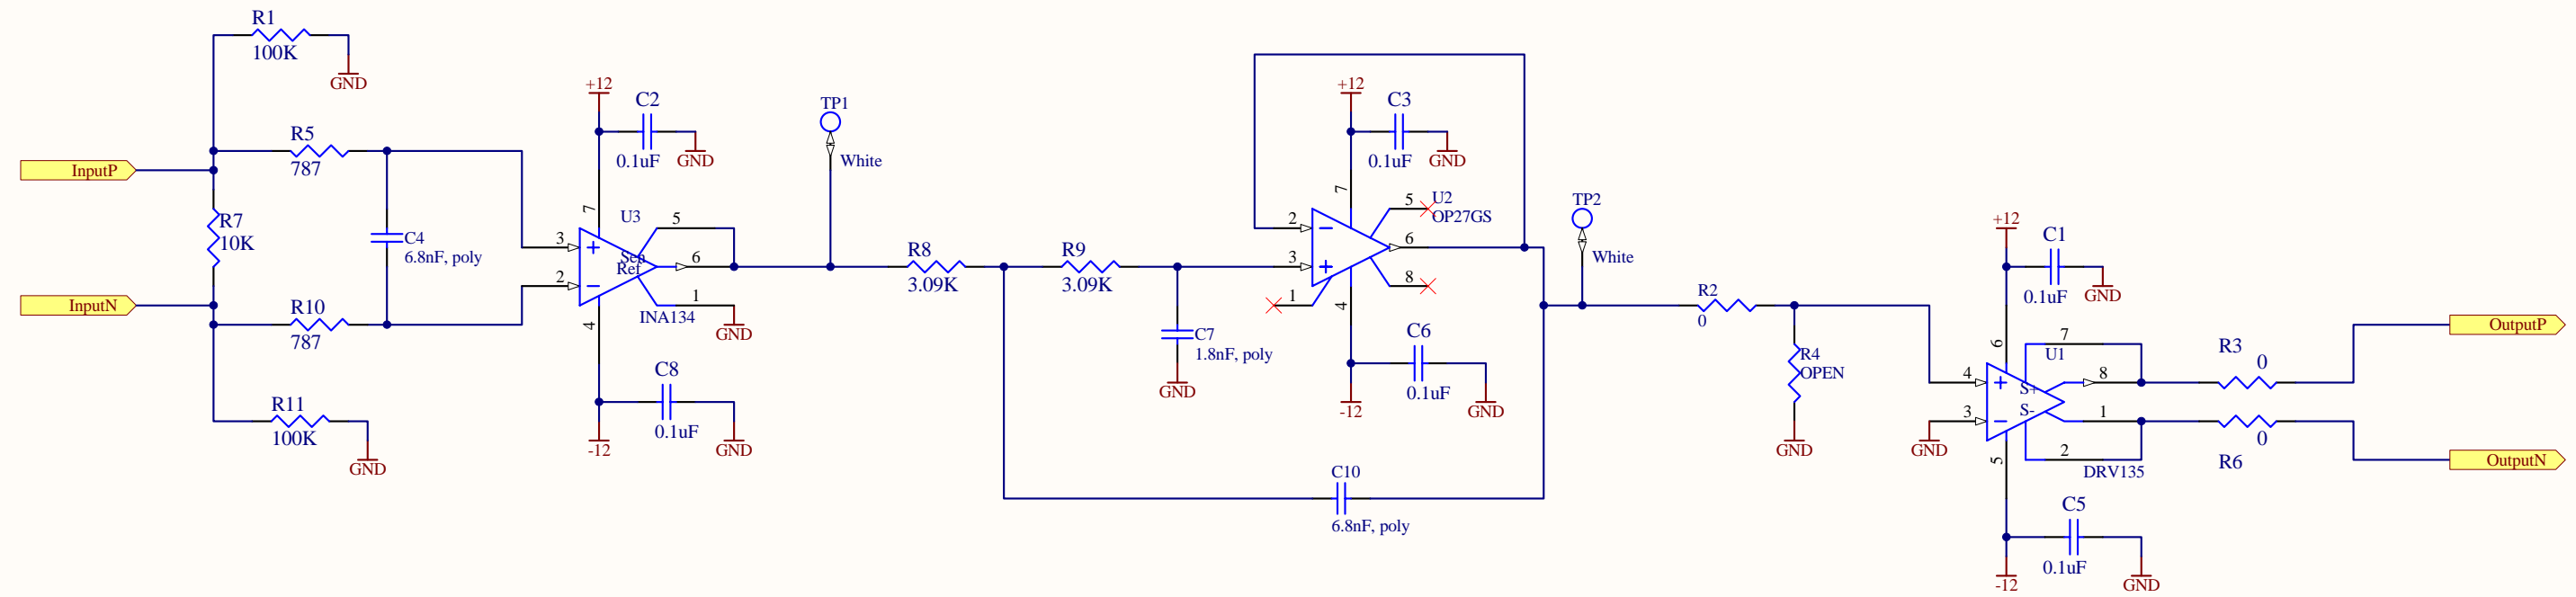 R1
100K
GND
InputP
R5
787
R7
10K
C4
6.8nF, poly
InputN
R10
787
R11
100K
GND
+12
C2
0.1uF
GND
7
U3
3
2
+
−
Sen
Ref
5
6
1
INA134
GND
4
C8
0.1uF
-12
GND
TP1
White
R8
3.09K
R9
3.09K
C7
1.8nF, poly
GND
+12
C3
0.1uF
GND
7
2
3
1
−
+
5
U2
OP27GS
6
8
4
C6
0.1uF
-12
GND
C10
6.8nF, poly
TP2
White
R2
0
R4
OPEN
GND
+12
C1
0.1uF
GND
6
7
U1
4
3
+
−
S+
S-
8
1
2
DRV135
GND
5
C5
0.1uF
-12
GND
R3
0
0
R6
OutputP
OutputN